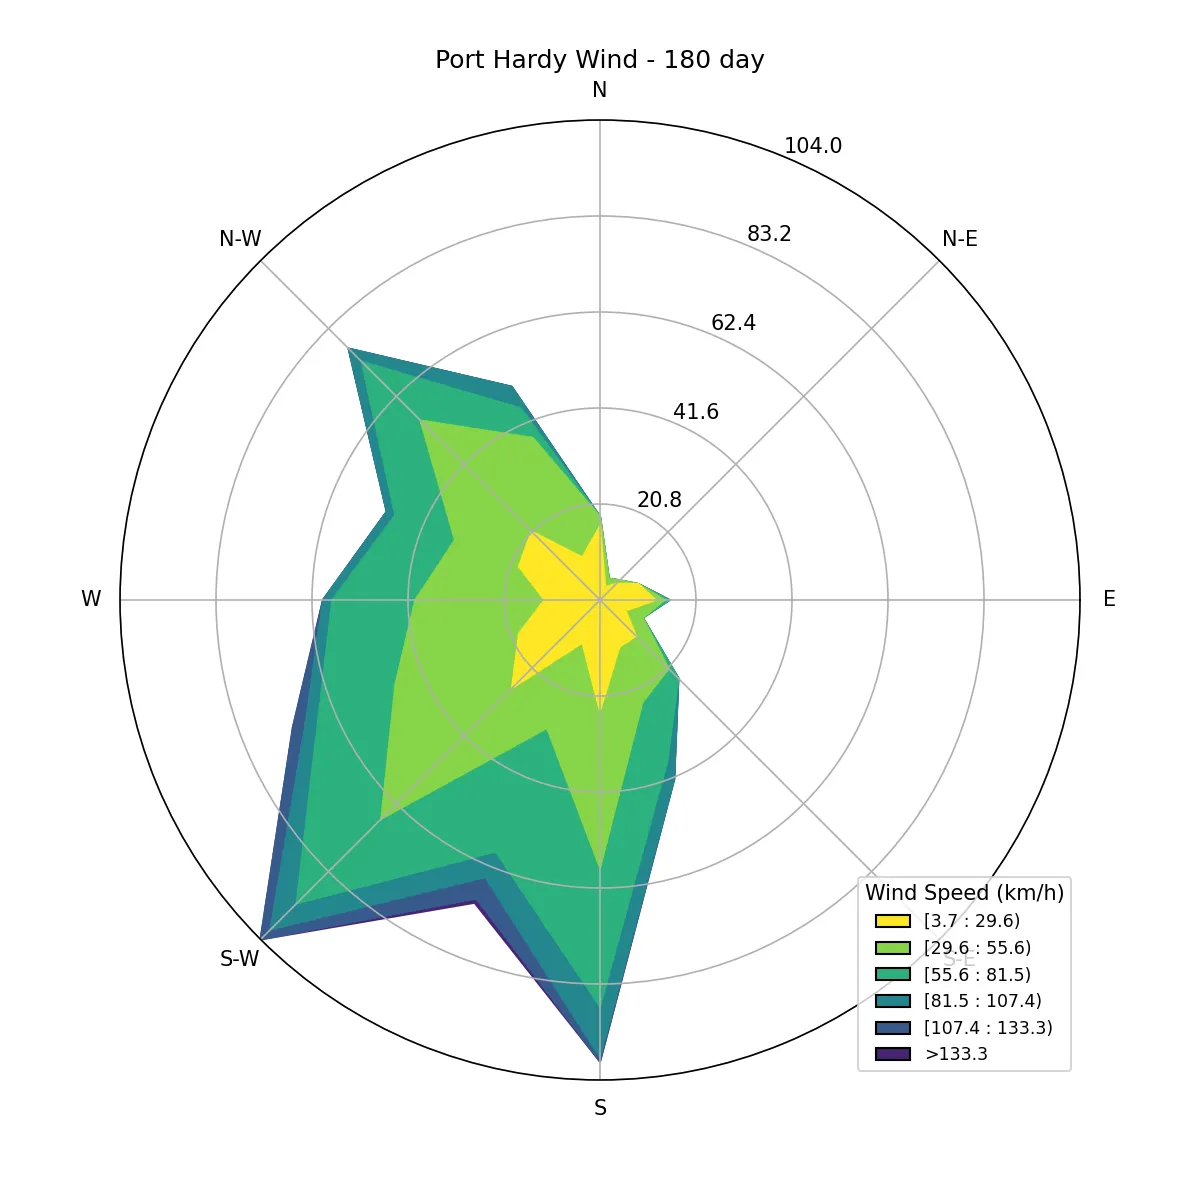 Port Hardy Wind - 180 day
N
104.0
83.2
N-W
N-E
62.4
41.6
20.8
W
E
Wind Speed (km/h)
[3.7 : 29.6)
[29.6 : 55.6)
S-W
S-E
[55.6 : 81.5)
[81.5 : 107.4)
[107.4 : 133.3)
>133.3
S